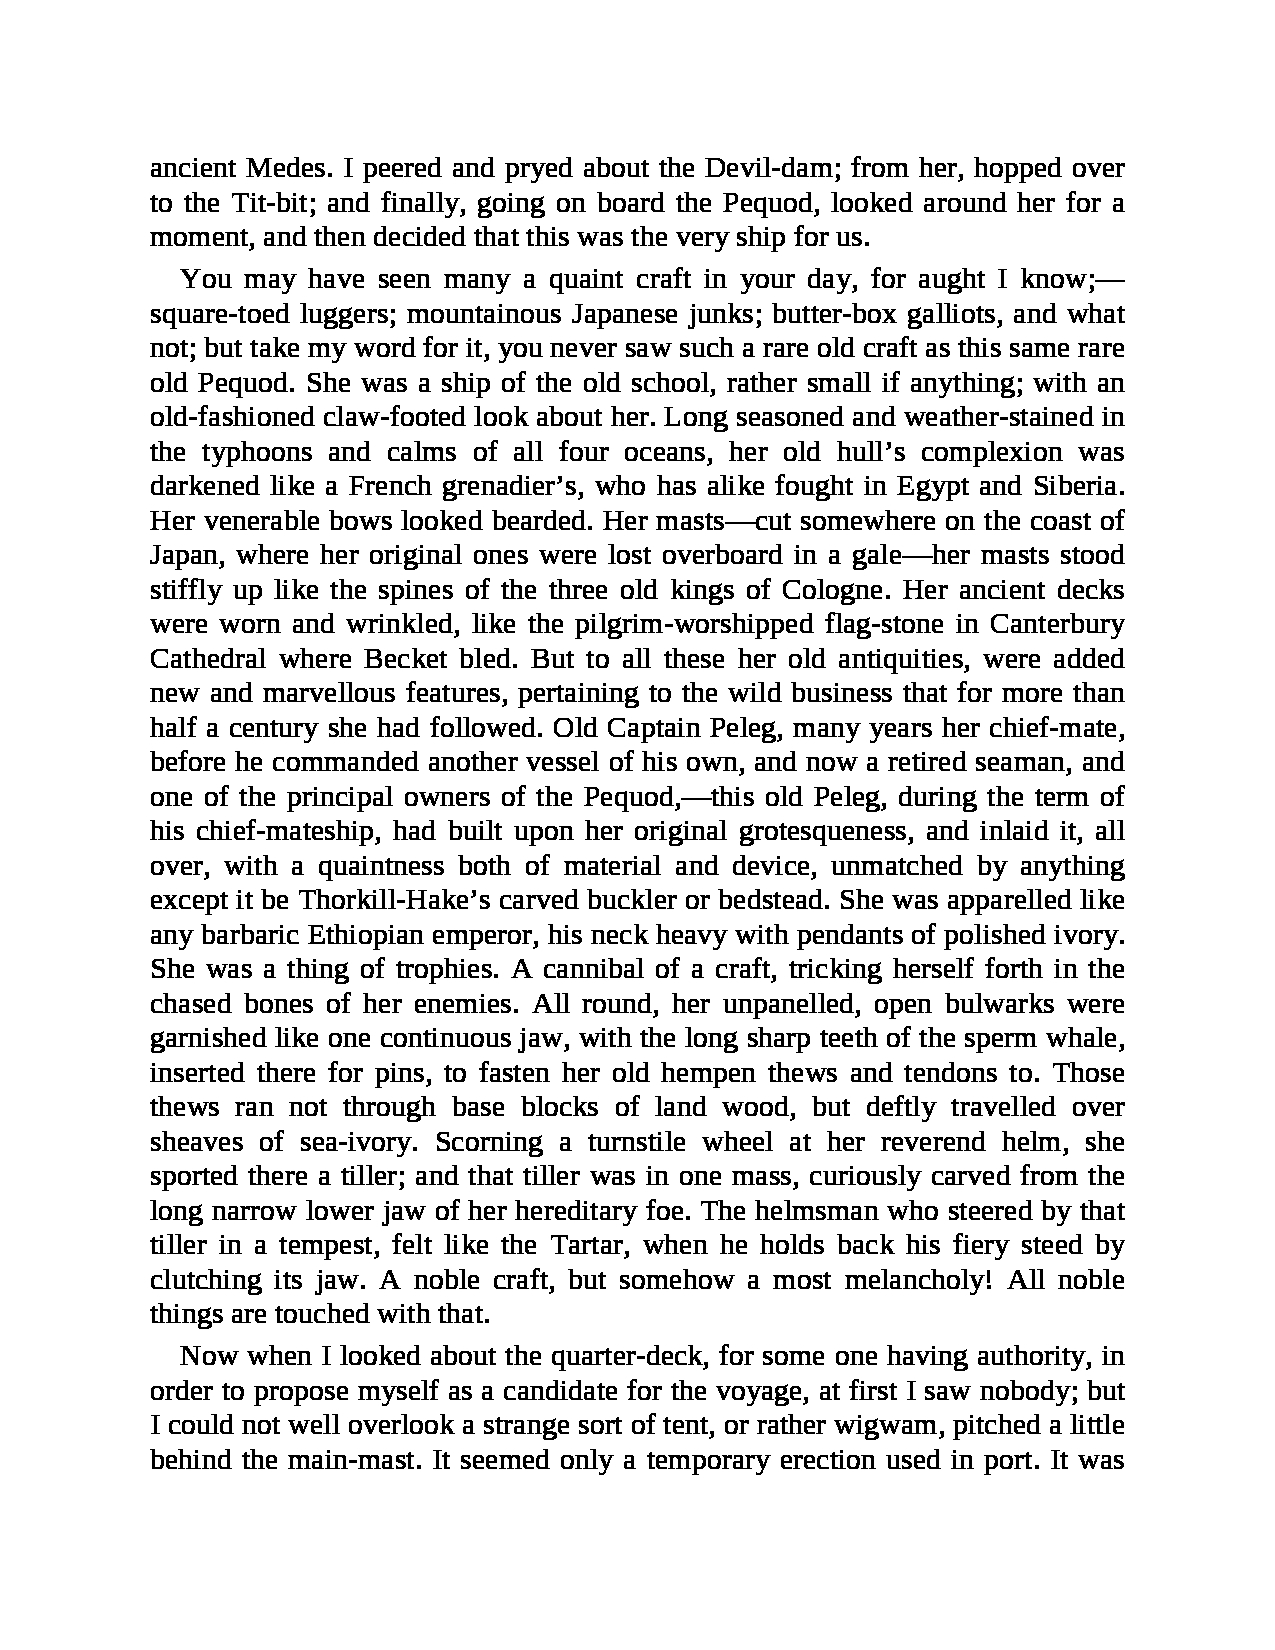 ancient Medes. I peered and pryed about the Devil-dam; from her, hopped over
to the Tit-bit; and finally, going on board the Pequod, looked around her for a
moment, and then decided that this was the very ship for us.
You may have seen many a quaint craft in your day, for aught I know;—
square-toed luggers; mountainous Japanese junks; butter-box galliots, and what
not; but take my word for it, you never saw such a rare old craft as this same rare
old Pequod. She was a ship of the old school, rather small if anything; with an
old-fashioned claw-footed look about her. Long seasoned and weather-stained in
the typhoons and calms of all four oceans, her old hull’s complexion was
darkened like a French grenadier’s, who has alike fought in Egypt and Siberia.
Her venerable bows looked bearded. Her masts—cut somewhere on the coast of
Japan, where her original ones were lost overboard in a gale—her masts stood
stiffly up like the spines of the three old kings of Cologne. Her ancient decks
were worn and wrinkled, like the pilgrim-worshipped flag-stone in Canterbury
Cathedral where Becket bled. But to all these her old antiquities, were added
new and marvellous features, pertaining to the wild business that for more than
half a century she had followed. Old Captain Peleg, many years her chief-mate,
before he commanded another vessel of his own, and now a retired seaman, and
one of the principal owners of the Pequod,—this old Peleg, during the term of
his chief-mateship, had built upon her original grotesqueness, and inlaid it, all
over, with a quaintness both of material and device, unmatched by anything
except it be Thorkill-Hake’s carved buckler or bedstead. She was apparelled like
any barbaric Ethiopian emperor, his neck heavy with pendants of polished ivory.
She was a thing of trophies. A cannibal of a craft, tricking herself forth in the
chased bones of her enemies. All round, her unpanelled, open bulwarks were
garnished like one continuous jaw, with the long sharp teeth of the sperm whale,
inserted there for pins, to fasten her old hempen thews and tendons to. Those
thews ran not through base blocks of land wood, but deftly travelled over
sheaves of sea-ivory. Scorning a turnstile wheel at her reverend helm, she
sported there a tiller; and that tiller was in one mass, curiously carved from the
long narrow lower jaw of her hereditary foe. The helmsman who steered by that
tiller in a tempest, felt like the Tartar, when he holds back his fiery steed by
clutching its jaw. A noble craft, but somehow a most melancholy! All noble
things are touched with that.
Now when I looked about the quarter-deck, for some one having authority, in
order to propose myself as a candidate for the voyage, at first I saw nobody; but
I could not well overlook a strange sort of tent, or rather wigwam, pitched a little
behind the main-mast. It seemed only a temporary erection used in port. It was